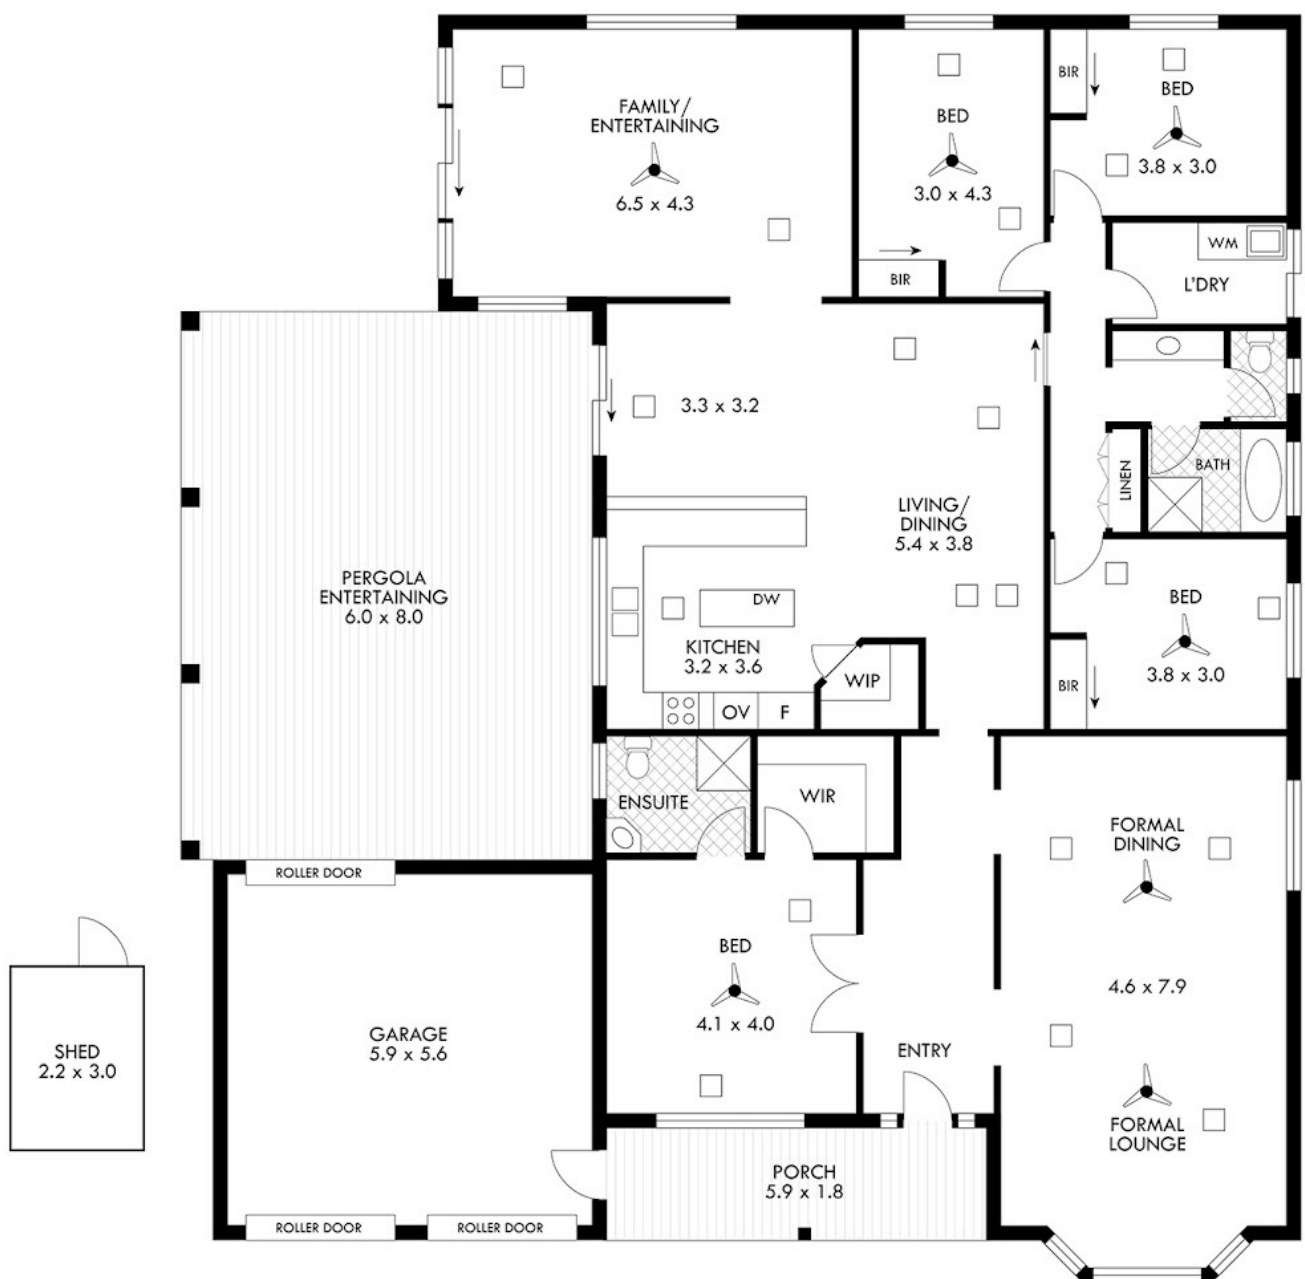 FAMILY/
ENTERTAINING
6.5 x 4.3
BED
3.0 x 4.3
BIR
BIR
BED
3.8 x 3.0
WM
L'DRY
3.3 x 3.2
LIVING/
DINING
5.4 x 3.8
LINEN
BATH
PERGOLA
ENTERTAINING
6.0 x 8.0
DW
KITCHEN
3.2 x 3.6
WIP
OV
F
BED
3.8 x 3.0
BIR
ENSUITE
WIR
FORMAL
DINING
4.6 x 7.9
FORMAL
LOUNGE
ROLLER DOOR
GARAGE
5.9 x 5.6
ROLLER DOOR
ROLLER DOOR
BED
4.1 x 4.0
ENTRY
SHED
2.2 x 3.0
PORCH
5.9 x 1.8